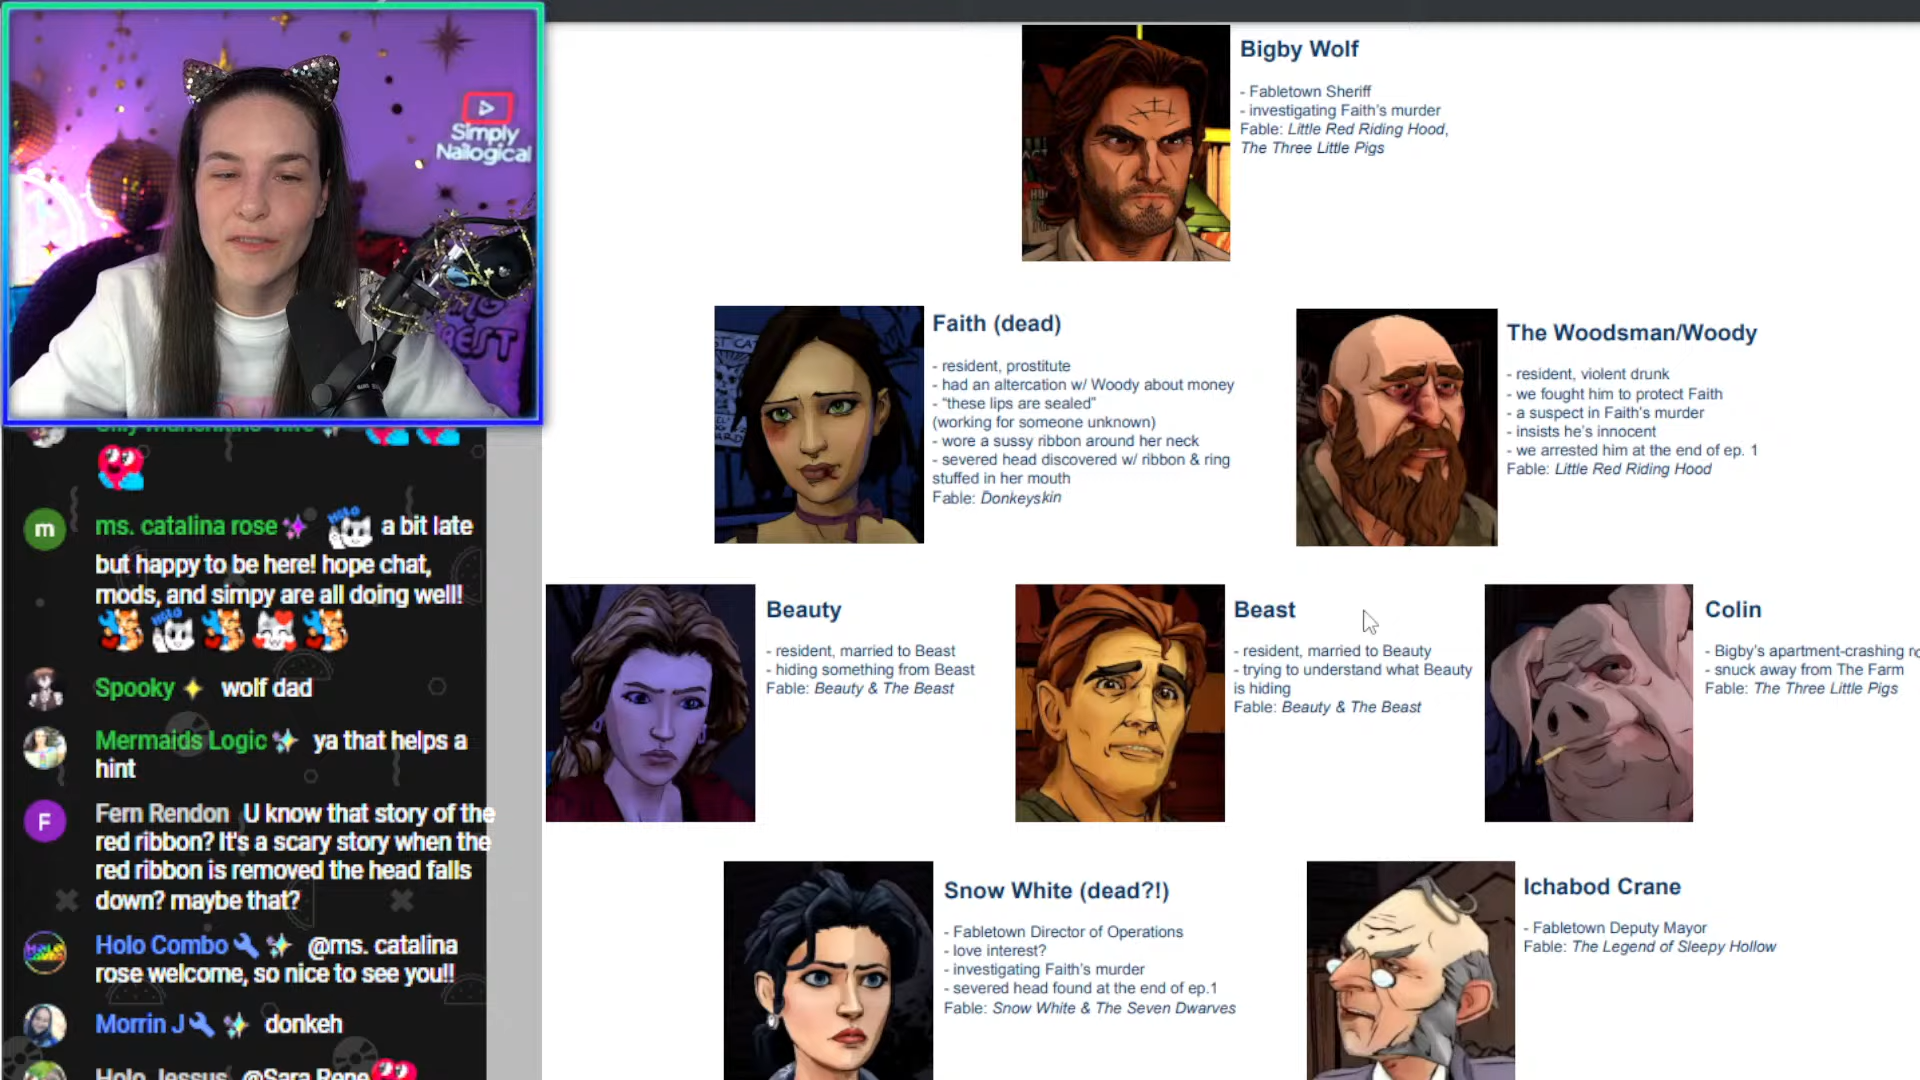 Simply
Nailogical
Bigby Wolf
- Fabletown Sheriff
- investigating Faith's murder
Fable: Little Red Riding Hood,
The Three Little Pigs
Faith (dead)
- resident, prostitute
- had an altercation w/ Woody about money
- "these lips are sealed"
(working for someone unknown)
- wore a sussy ribbon around her neck
- severed head discovered w/ ribbon & ring
stuffed in her mouth
Fable: Donkeyskin
The Woodsman/Woody
- resident, violent drunk
- we fought him to protect Faith
- a suspect in Faith's murder
- insists he's innocent
- we arrested him at the end of ep. 1
Fable: Little Red Riding Hood
Beauty
- resident, married to Beast
- hiding something from Beast
Fable: Beauty & The Beast
Beast
- resident, married to Beauty
- trying to understand what Beauty
is hiding
Fable: Beauty & The Beast
Colin
- Bigby's apartment-crashing
- snuck away from The Farm
Fable: The Three Little Pigs
Snow White (dead?!)
- Fabletown Director of Operations
- love interest?
- investigating Faith's murder
- severed head found at the end of ep.1
Fable: Snow White & The Seven Dwarves
Ichabod Crane
- Fabletown Deputy Mayor
Fable: The Legend of Sleepy Hollow
m
ms. catalina rose a bit late
but happy to be here! hope chat,
mods, and simpy are all doing well!
Spooky wolf dad
Mermaids Logic ya that helps a
hint
F
Fern Rendon U know that story of the
red ribbon? It's a scary story when the
red ribbon is removed the head falls
down? maybe that?
Holo Combo @ms. catalina
rose welcome, so nice to see you!!
Morrin J donkeh
Holo Jessus @Sara Rene